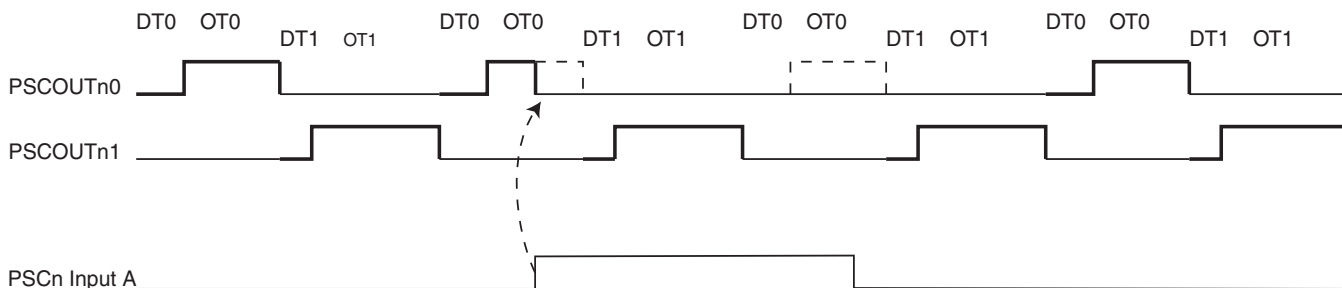 DT0 OT0 DT0 OT0 DT0 OT0 DT0 OT0
DT1 OT1 DT1 OT1 DT1 OT1 DT1 OT1
PSCOUTn0
PSCOUTn1
PSCn Input A